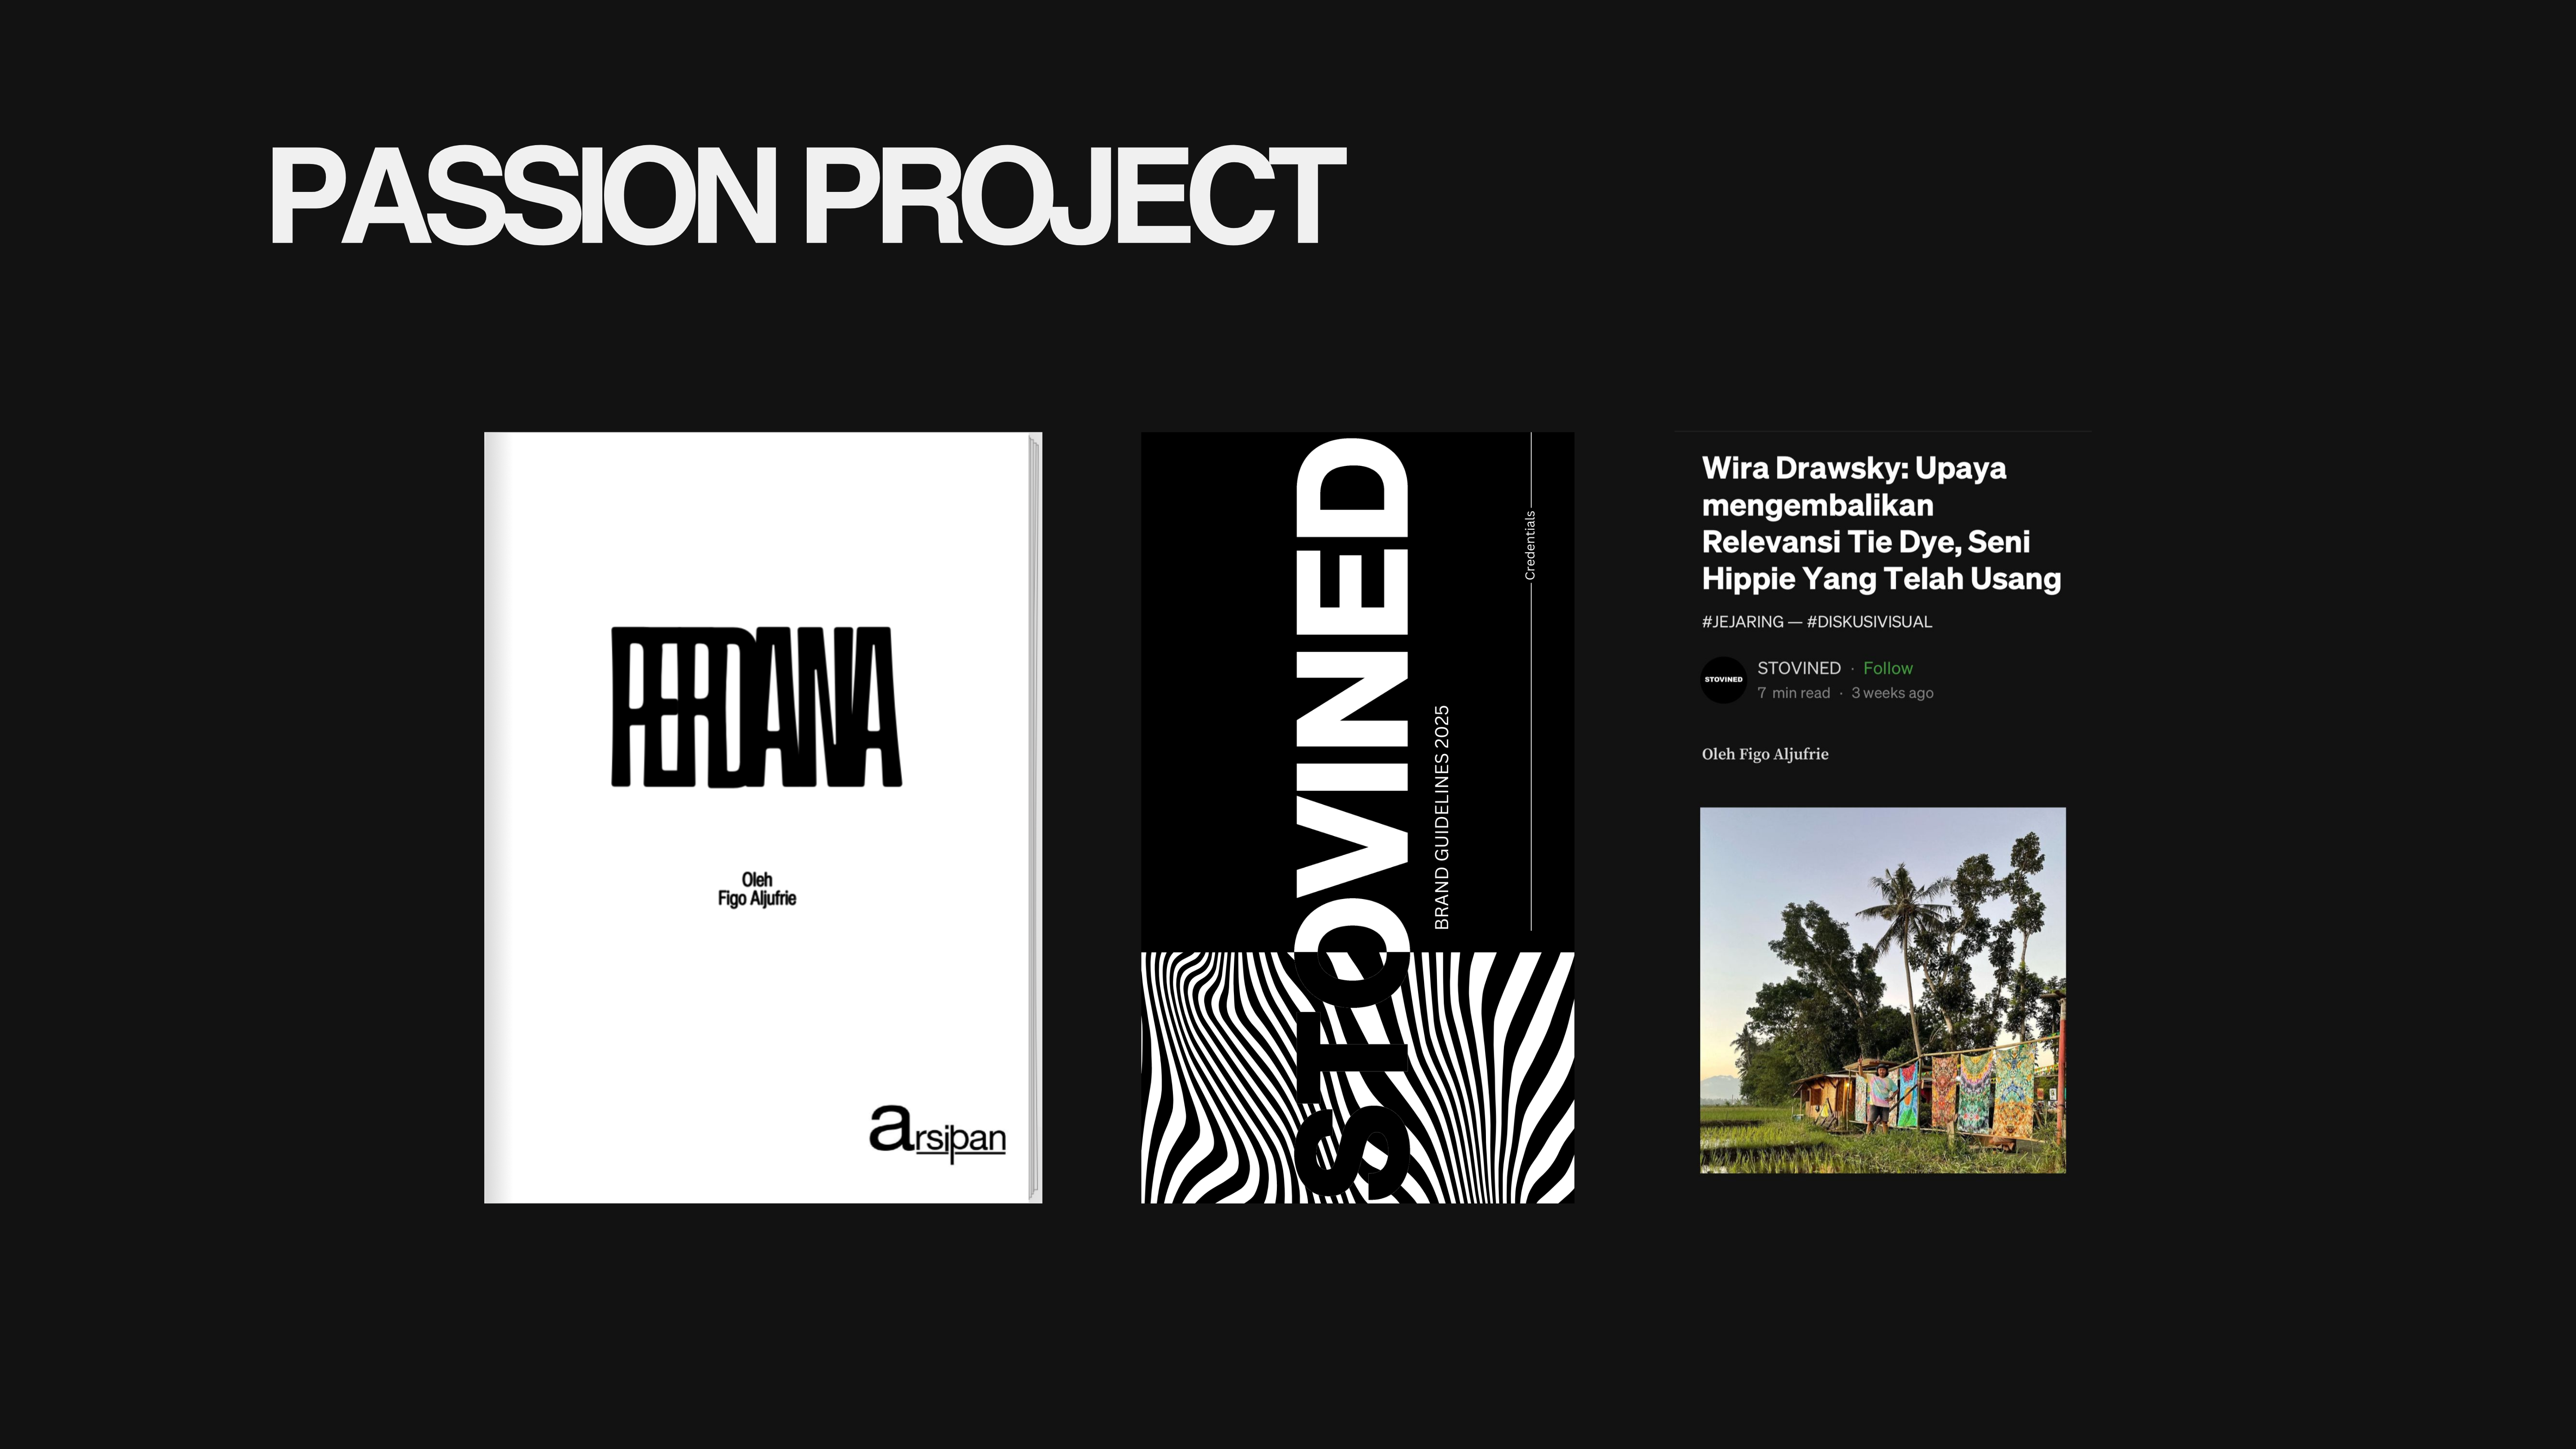 PASSION PROJECT
PERDANA
Oleh
Figo Aljufrie
arsipan
STOVINED
BRAND GUIDELINES 2025
Credentials
Wira Drawsky: Upaya
mengembalikan
Relevansi Tie Dye, Seni
Hippie Yang Telah Usang
#JEJARING — #DISKUSIVISUAL
STOVINED
STOVINED · Follow
7 min read · 3 weeks ago
Oleh Figo Aljufrie